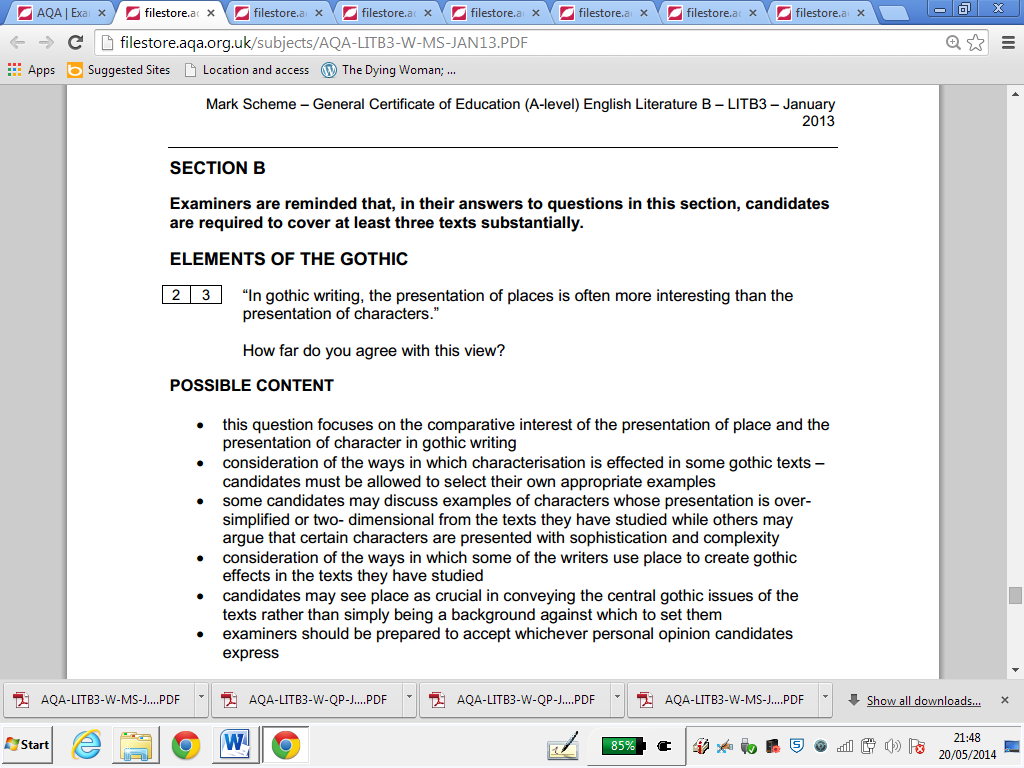 AQA | Exa
filestore.aq
filestore.a
filestore.a
filestore.a
filestore.a
filestore.a
filestore.a
filestore.aqa.org.uk/subjects/AQA-LITB3-W-MS-JAN13.PDF
Apps Suggested Sites Location and access The Dying Woman; ...
Mark Scheme – General Certificate of Education (A-level) English Literature B – LITB3 – January
2013
SECTION B
Examiners are reminded that, in their answers to questions in this section, candidates
are required to cover at least three texts substantially.
ELEMENTS OF THE GOTHIC
2 3 “In gothic writing, the presentation of places is often more interesting than the
presentation of characters.”
How far do you agree with this view?
POSSIBLE CONTENT
• this question focuses on the comparative interest of the presentation of place and the
presentation of character in gothic writing
• consideration of the ways in which characterisation is effected in some gothic texts –
candidates must be allowed to select their own appropriate examples
• some candidates may discuss examples of characters whose presentation is over-
simplified or two- dimensional from the texts they have studied while others may
argue that certain characters are presented with sophistication and complexity
• consideration of the ways in which some of the writers use place to create gothic
effects in the texts they have studied
• candidates may see place as crucial in conveying the central gothic issues of the
texts rather than simply being a background against which to set them
• examiners should be prepared to accept whichever personal opinion candidates
express
AQA-LITB3-W-MS-J....PDF AQA-LITB3-W-QP-J....PDF AQA-LITB3-W-QP-J....PDF AQA-LITB3-W-MS-J....PDF Show all downloads...
Start 85% 21:48
20/05/2014